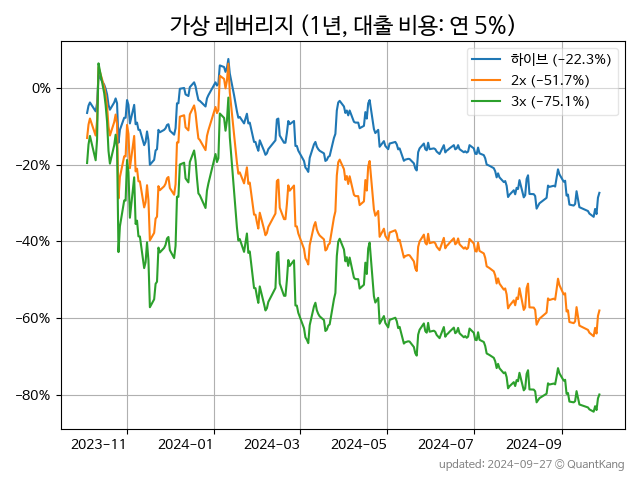 가상 레버리지 (1년, 대출 비용: 연 5%)
하이브 (−22.3%)
2x (−51.7%)
3x (−75.1%)
0%
−20%
−40%
−60%
−80%
2023-11 2024-01 2024-03 2024-05 2024-07 2024-09
updated: 2024-09-27 © QuantKang